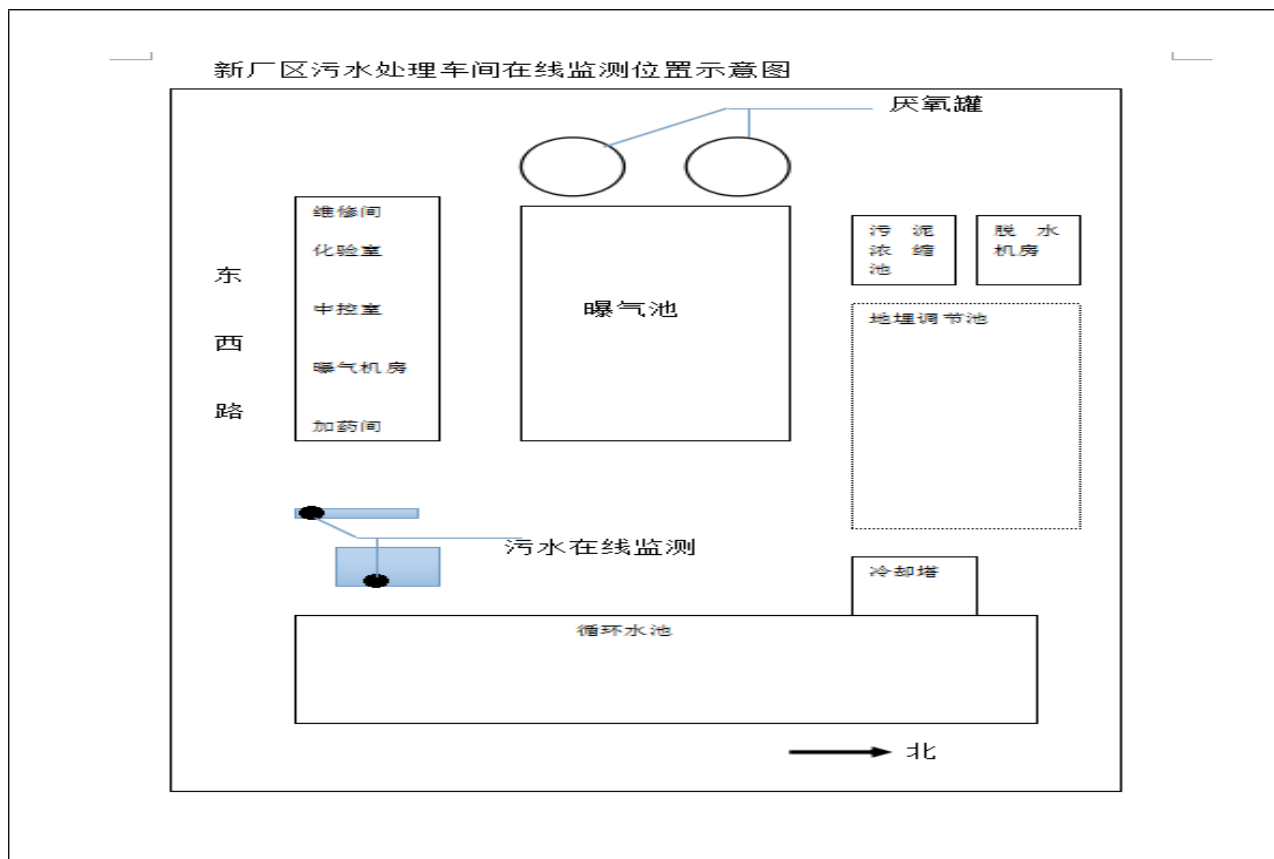 新厂区污水处理车间在线监测位置示意图
厌氧罐
维修间
化验室
中控室
曝气机房
加药间
东
西
路
曝气池
污泥
浓缩
池
脱水
机房
地埋调节池
污水在线监测
冷却塔
循环水池
北